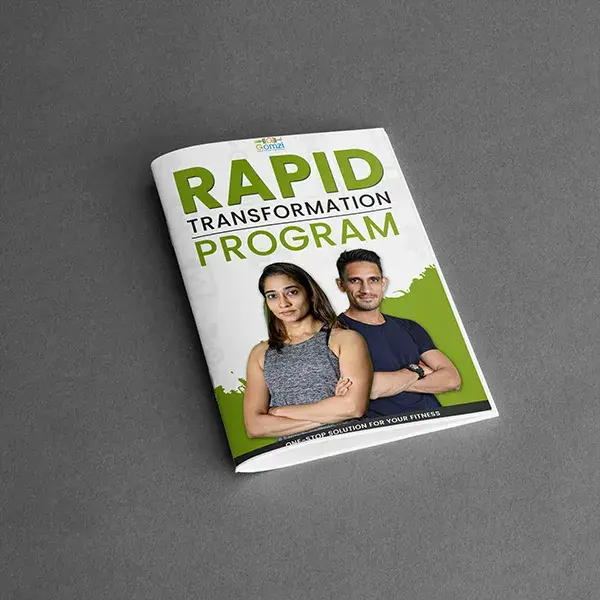 Gomzi
RAPID
TRANSFORMATION
PROGRAM
ONE-STOP SOLUTION FOR YOUR FITNESS